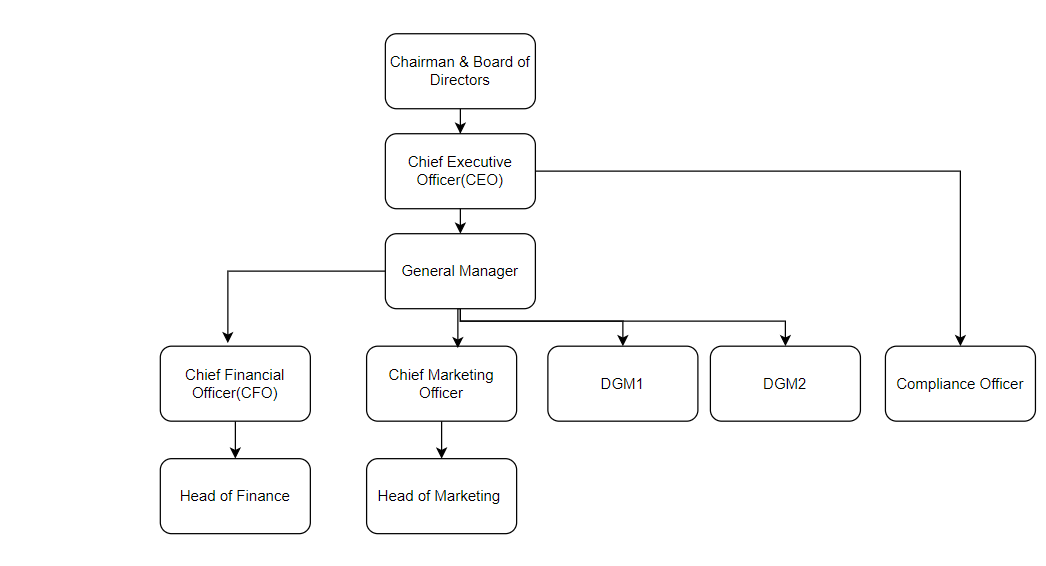 Chairman & Board of
Directors
Chief Executive
Officer(CEO)
General Manager
Chief Financial
Officer(CFO)
Chief Marketing
Officer
DGM1
DGM2
Compliance Officer
Head of Finance
Head of Marketing